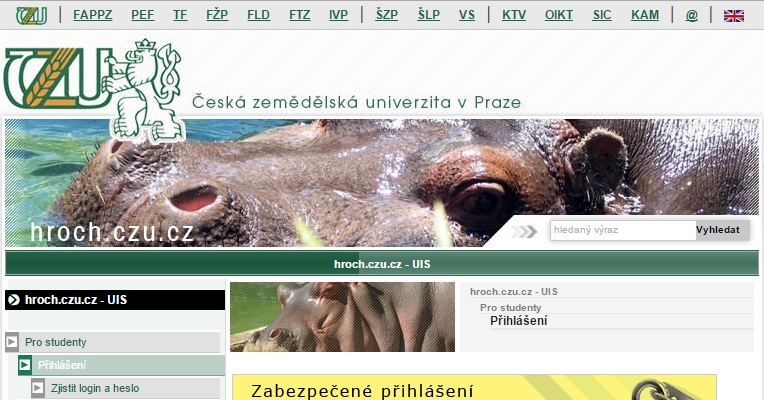 ČZU | FAPPZ PEF TF FŽP FLD FTZ IVP | ŠZP ŠLP VS | KTV OIKT SIC KAM | @ |
ČZU
Česká zemědělská univerzita v Praze
hroch.czu.cz
hledaný výraz Vyhledat
hroch.czu.cz - UIS
hroch.czu.cz - UIS
Pro studenty
Přihlášení
Zjistit login a heslo
hroch.czu.cz - UIS
Pro studenty
Přihlášení
Zabezpečené přihlášení